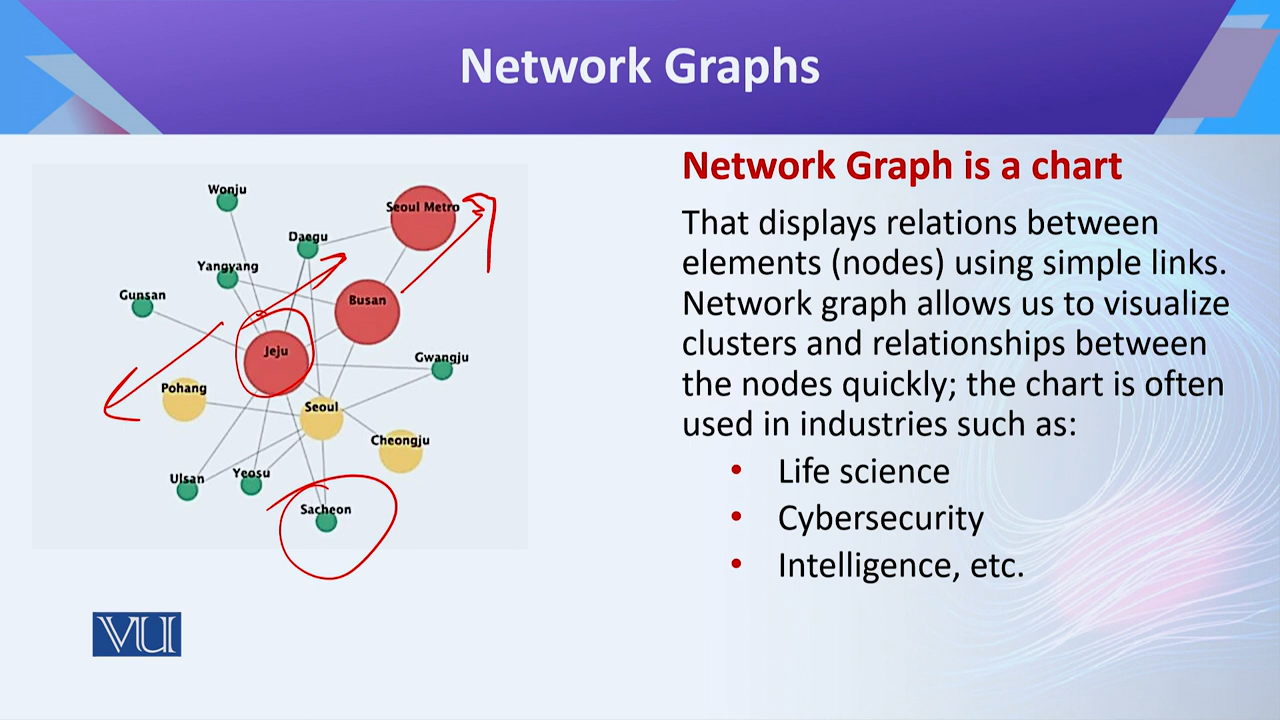 Network Graphs
Network Graph is a chart
That displays relations between
elements (nodes) using simple links.
Network graph allows us to visualize
clusters and relationships between
the nodes quickly; the chart is often
used in industries such as:
• Life science
• Cybersecurity
• Intelligence, etc.
Wonju
Seoul Metro
Daegu
Yangyang
Gunsan
Busan
Jeju
Gwangju
Pohang
Seoul
Cheongju
Ulsan
Yeosu
Sacheon
VU